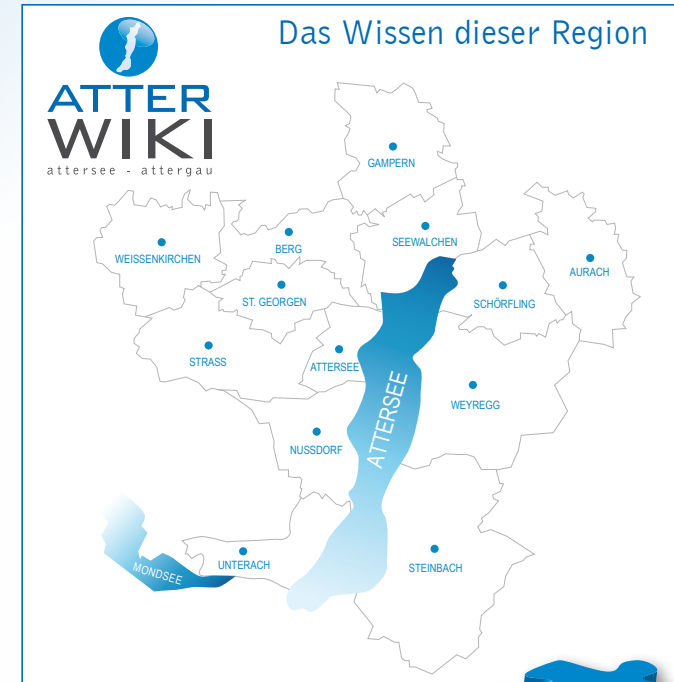 Das Wissen dieser Region
ATTER
WIKI
attersee - attergau
GAMPERN
SEEWALCHEN
BERG
WEISSENKIRCHEN
AURACH
ST. GEORGEN
SCHÖRFLING
STRASS
ATTERSEE
ATTERSEE
WEYREGG
NUSSDORF
UNTERACH
STEINBACH
MONDSEE